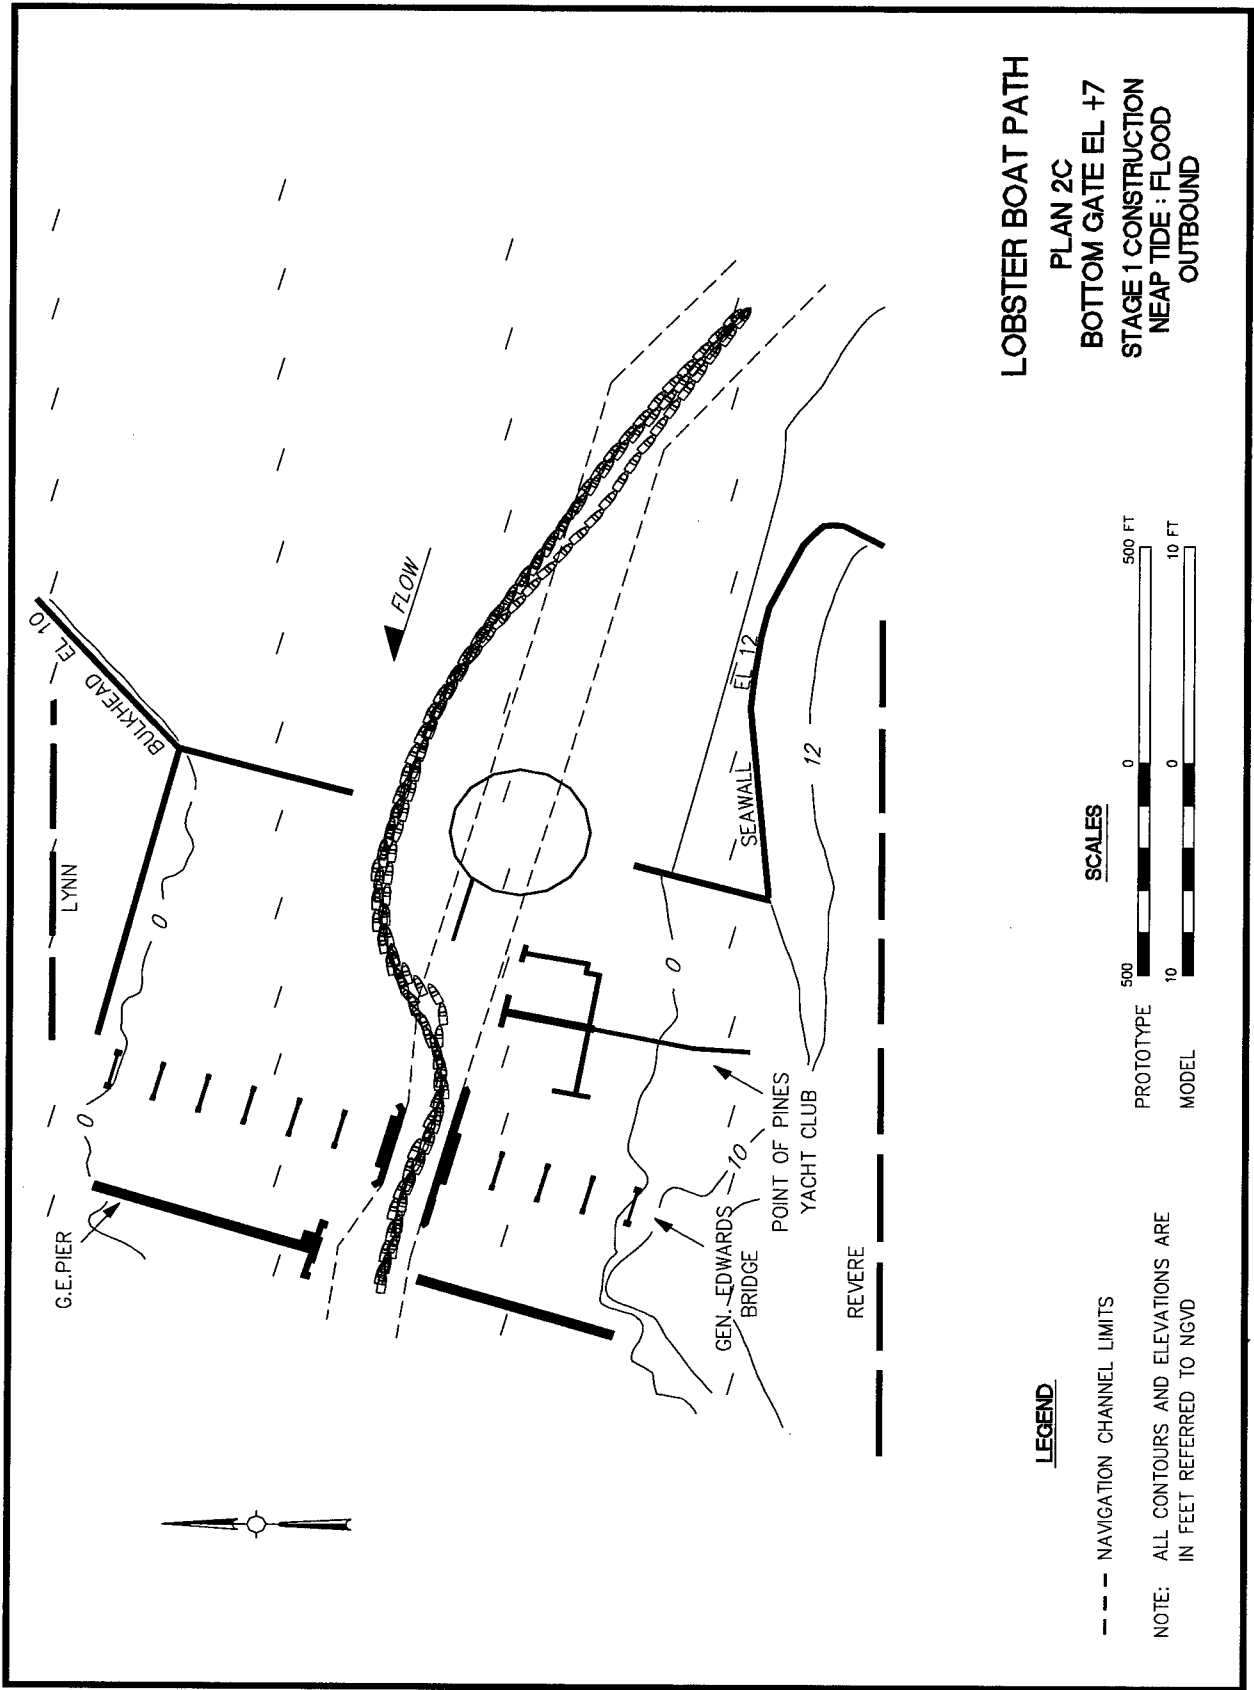 BULKHEAD EL 10
LYNN
0
0
G.E.PIER
FLOW
SEAWALL EL 12
12
0
10
POINT OF PINES
YACHT CLUB
GEN. EDWARDS
BRIDGE
REVERE
LOBSTER BOAT PATH
PLAN 2C
BOTTOM GATE EL +7
STAGE 1 CONSTRUCTION
NEAP TIDE : FLOOD
OUTBOUND
SCALES
PROTOTYPE 500 0 500 FT
MODEL 10 0 10 FT
LEGEND
--- NAVIGATION CHANNEL LIMITS
NOTE: ALL CONTOURS AND ELEVATIONS ARE
IN FEET REFERRED TO NGVD